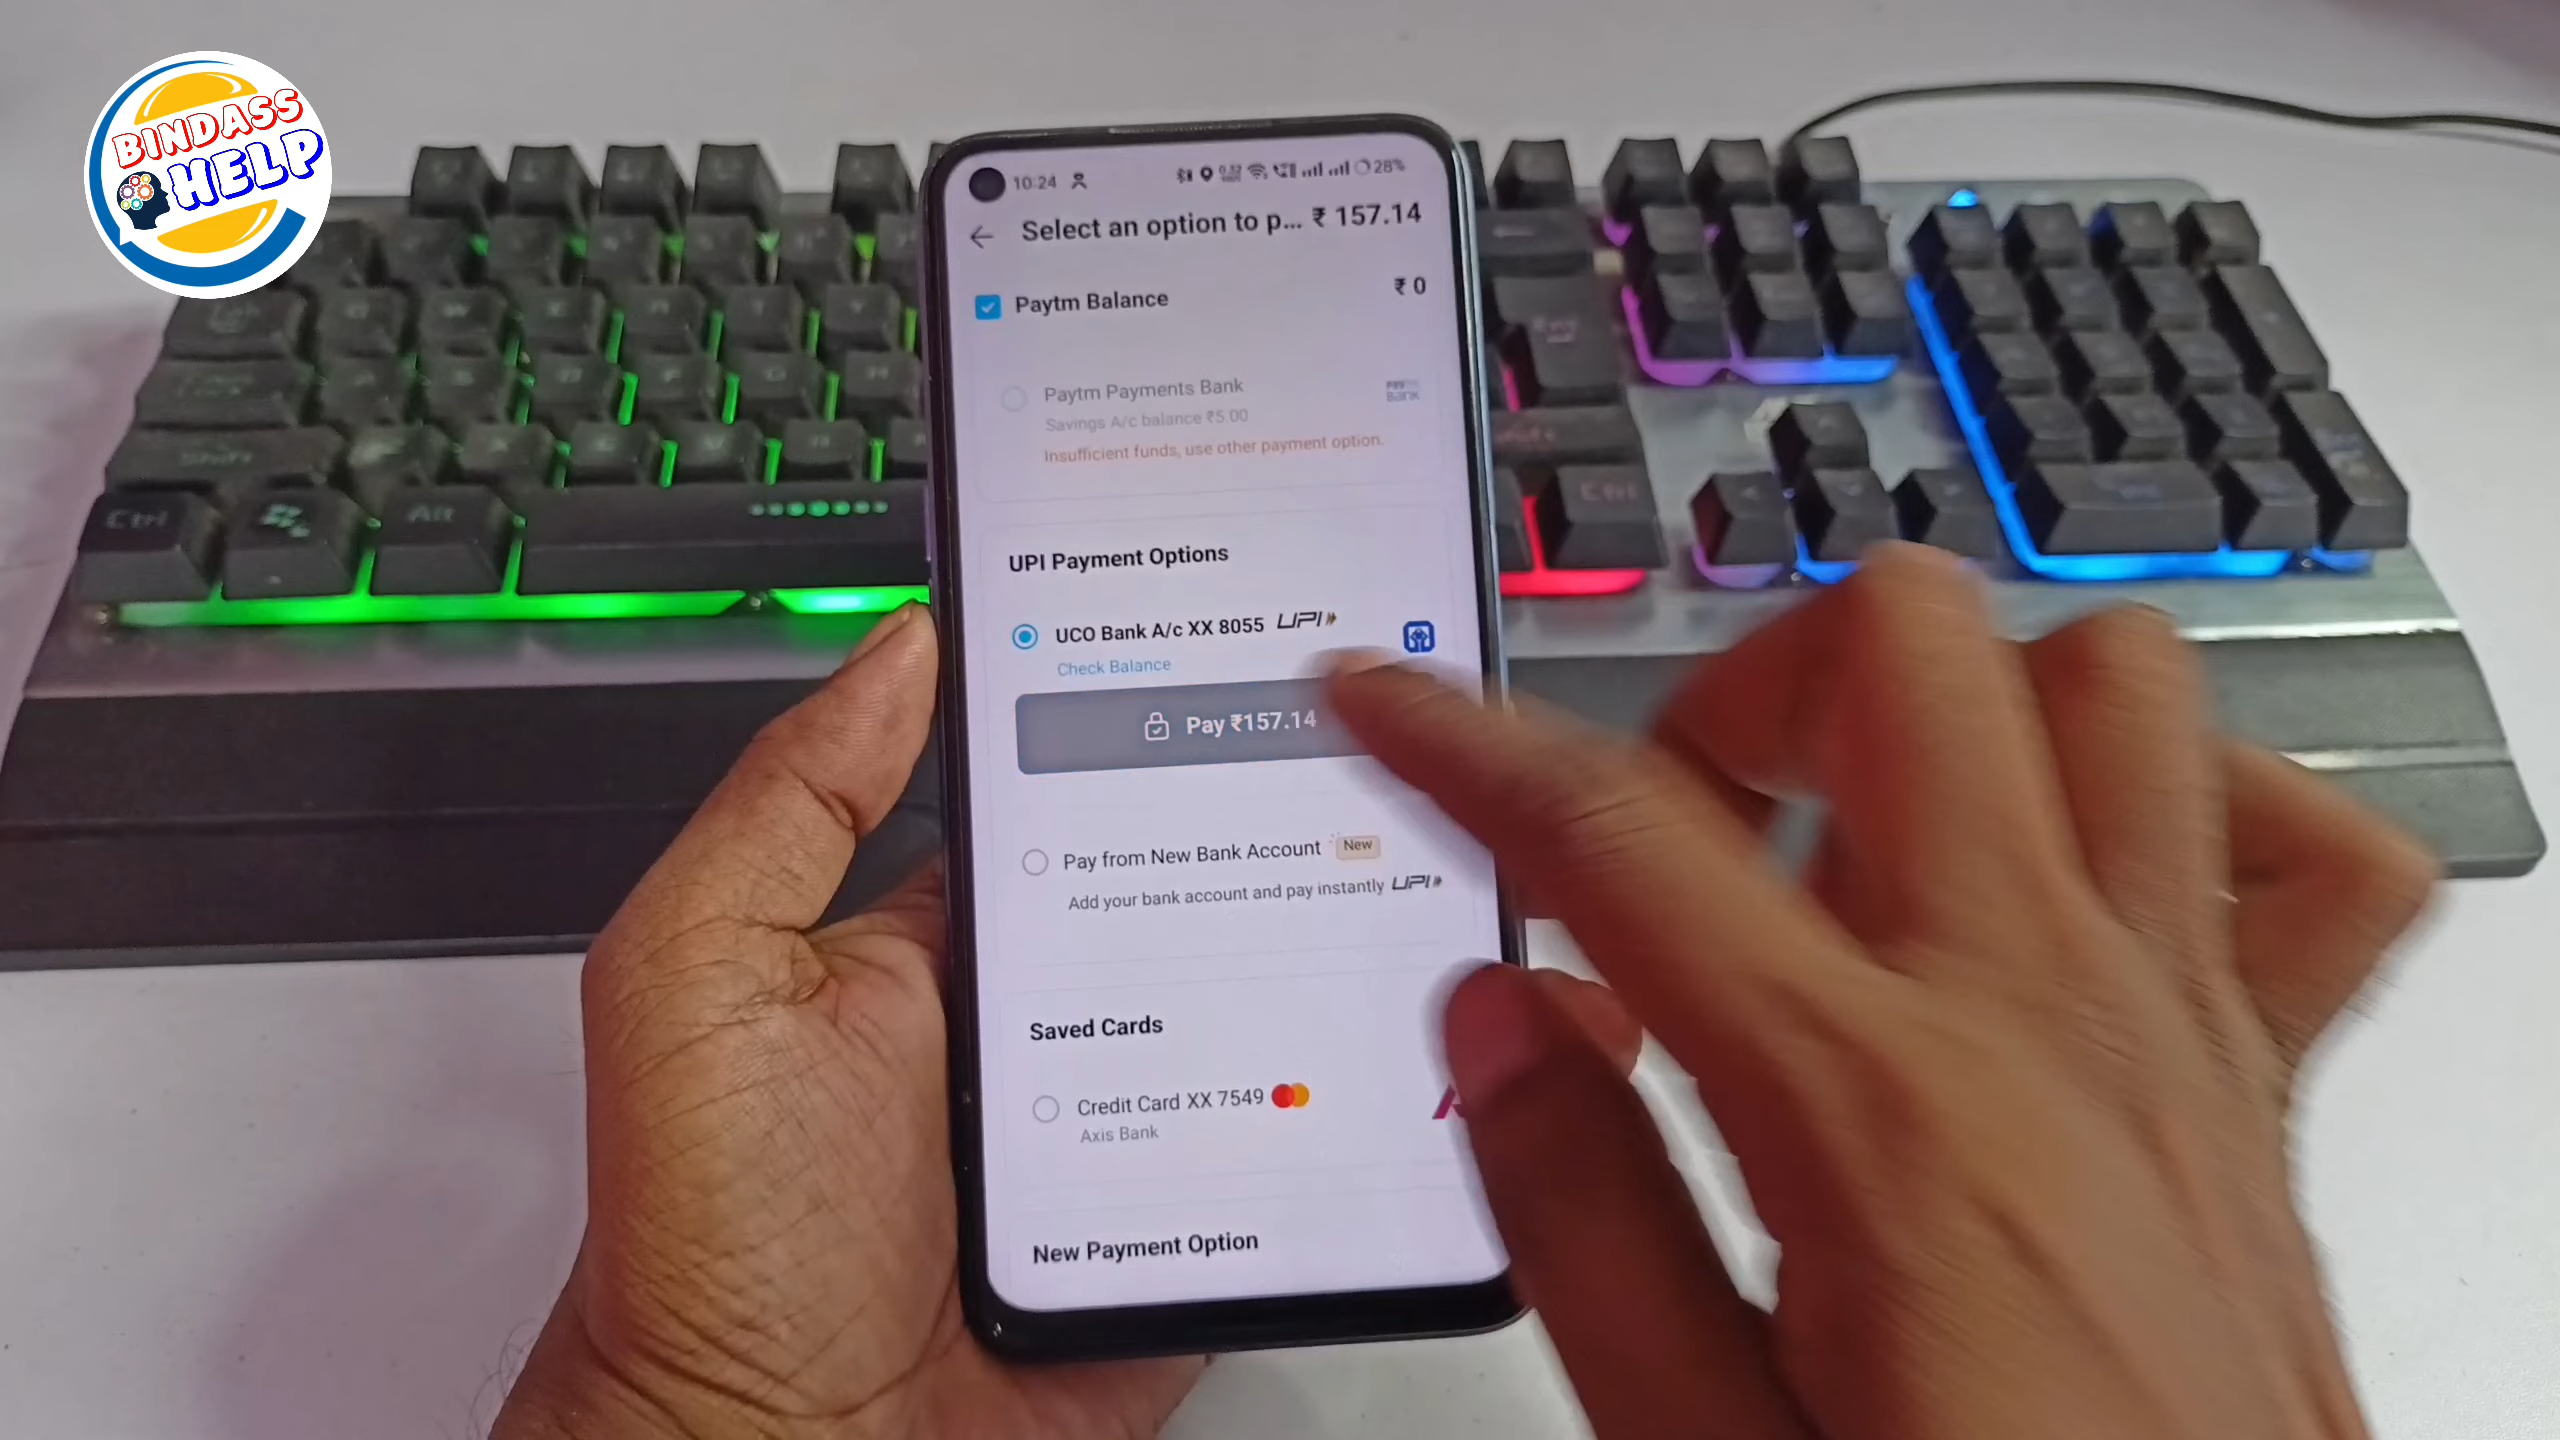 BINDASS
HELP
10:24
28%
Select an option to p... ₹ 157.14
Paytm Balance
₹ 0
Paytm Payments Bank
Savings A/c balance ₹5.00
Insufficient funds, use other payment option.
UPI Payment Options
UCO Bank A/c XX 8055 UPI
Check Balance
Pay ₹157.14
Pay from New Bank Account New
Add your bank account and pay instantly UPI
Saved Cards
Credit Card XX 7549
Axis Bank
New Payment Option
Ctrl
Alt
Shift
Ctrl